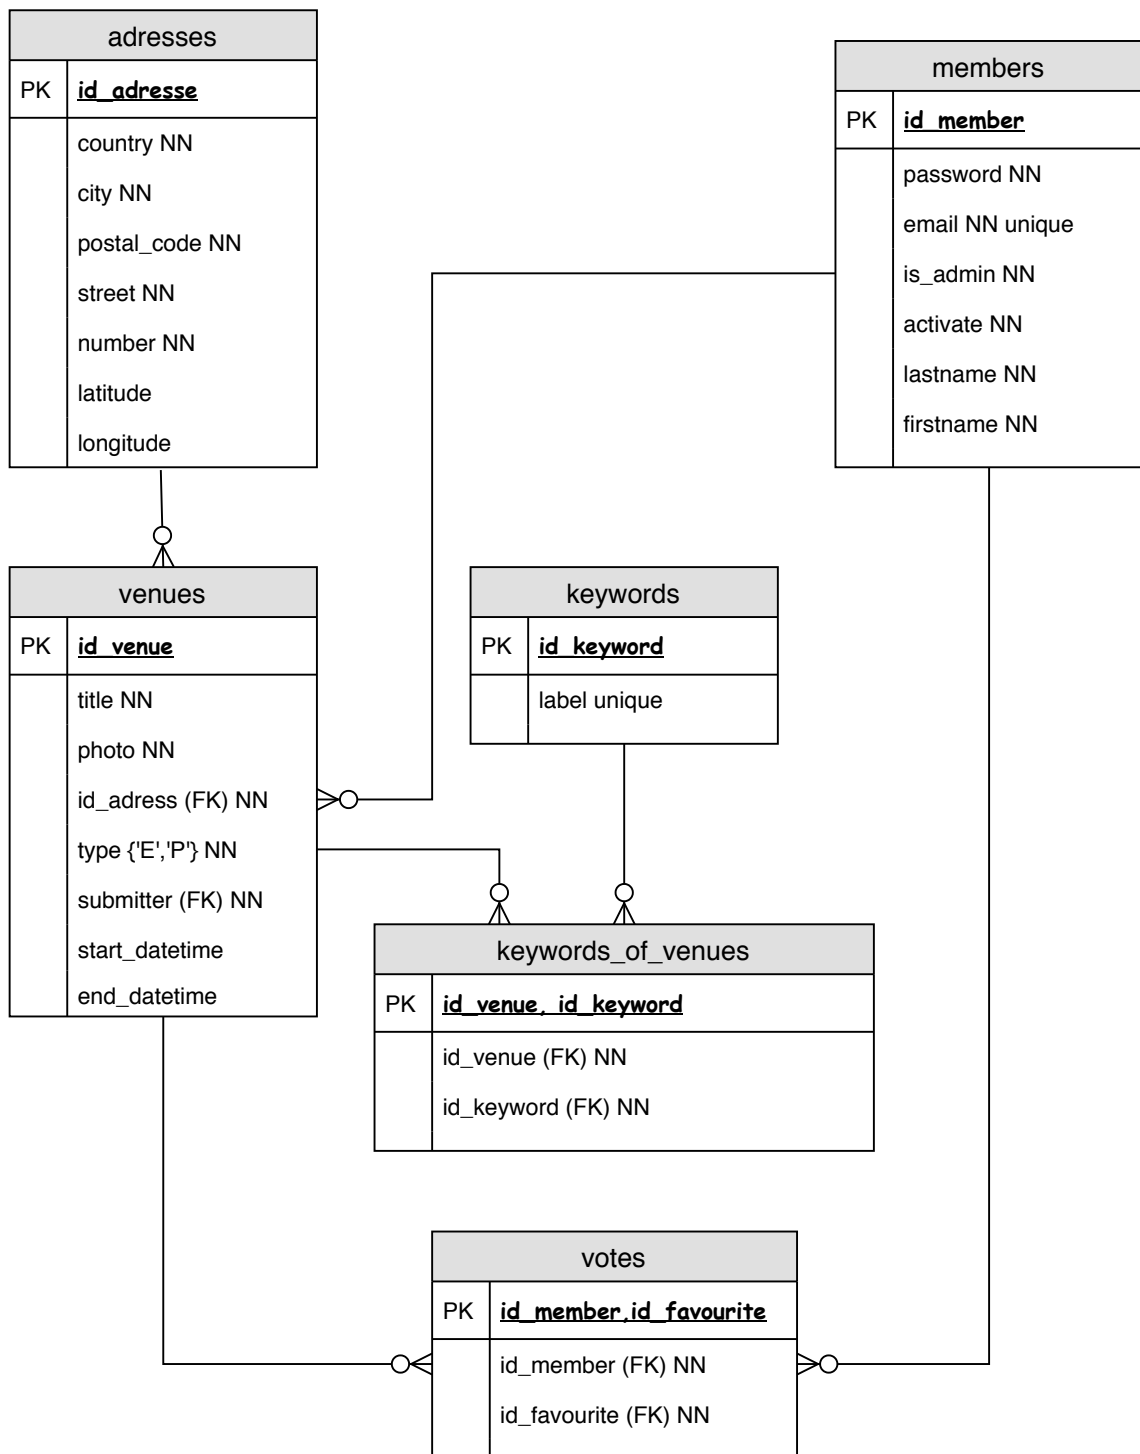 adresses
PK id_adresse
country NN
city NN
postal_code NN
street NN
number NN
latitude
longitude
members
PK id_member
password NN
email NN unique
is_admin NN
activate NN
lastname NN
firstname NN
venues
PK id_venue
title NN
photo NN
id_adress (FK) NN
type {'E','P'} NN
submitter (FK) NN
start_datetime
end_datetime
keywords
PK id_keyword
label unique
keywords_of_venues
PK id_venue, id_keyword
id_venue (FK) NN
id_keyword (FK) NN
votes
PK id_member,id_favourite
id_member (FK) NN
id_favourite (FK) NN